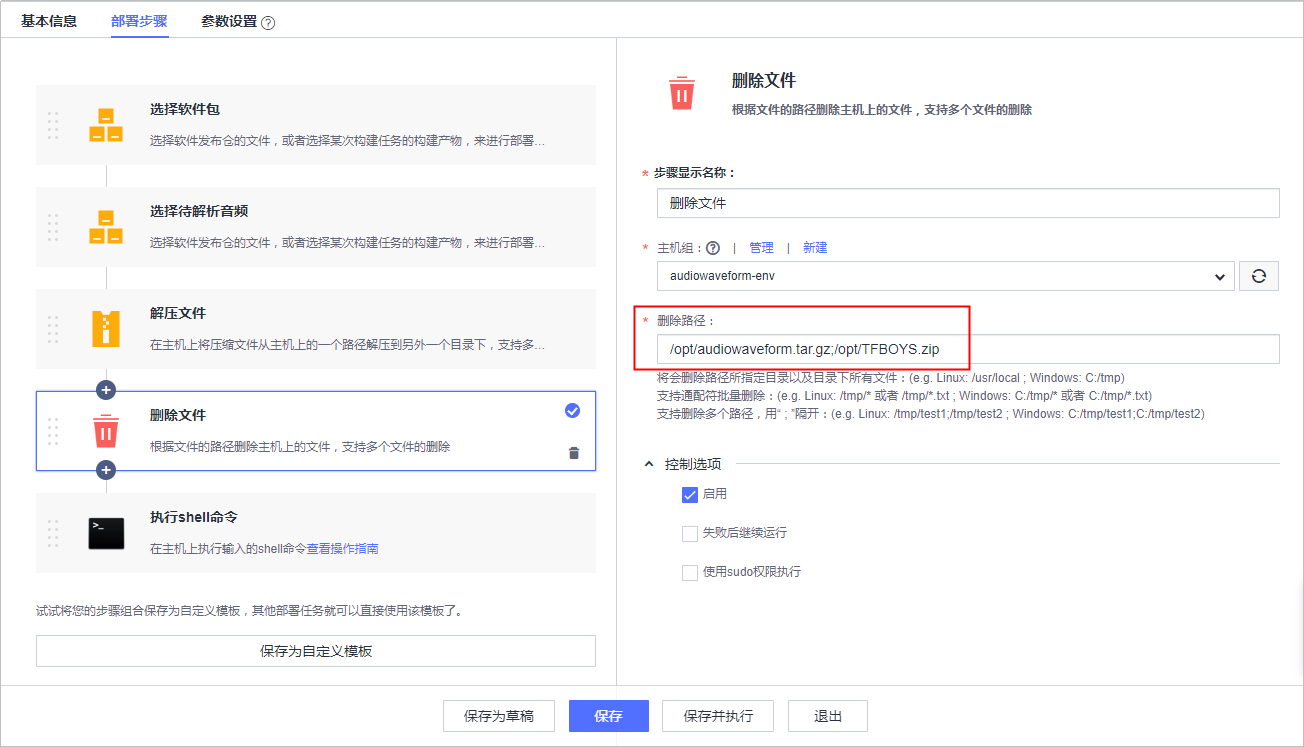 基本信息 部署步骤 参数设置
选择软件包
选择软件发布仓的文件，或者选择某次构建任务的构建产物，来进行部署...
选择待解析音频
选择软件发布仓的文件，或者选择某次构建任务的构建产物，来进行部署...
解压文件
在主机上将压缩文件从主机上的一个路径解压到另外一个目录下，支持多...
删除文件
根据文件的路径删除主机上的文件，支持多个文件的删除
执行shell命令
在主机上执行输入的shell命令查看操作指南
试试将您的步骤组合保存为自定义模板，其他部署任务就可以直接使用该模板了。
保存为自定义模板
删除文件
根据文件的路径删除主机上的文件，支持多个文件的删除
* 步骤显示名称：
删除文件
* 主机组： | 管理 | 新建
audiowaveform-env
* 删除路径：
/opt/audiowaveform.tar.gz;/opt/TFBOYS.zip
将会删除路径所指定目录以及目录下所有文件：(e.g. Linux: /usr/local ; Windows: C:/tmp)
支持通配符批量删除：(e.g. Linux: /tmp/* 或者 /tmp/*.txt ; Windows: C:/tmp/* 或者 C:/tmp/*.txt)
支持删除多个路径，用“ ; ”隔开：(e.g. Linux: /tmp/test1;/tmp/test2 ; Windows: C:/tmp/test1;C:/tmp/test2)
控制选项
启用
失败后继续运行
使用sudo权限执行
保存为草稿 保存 保存并执行 退出